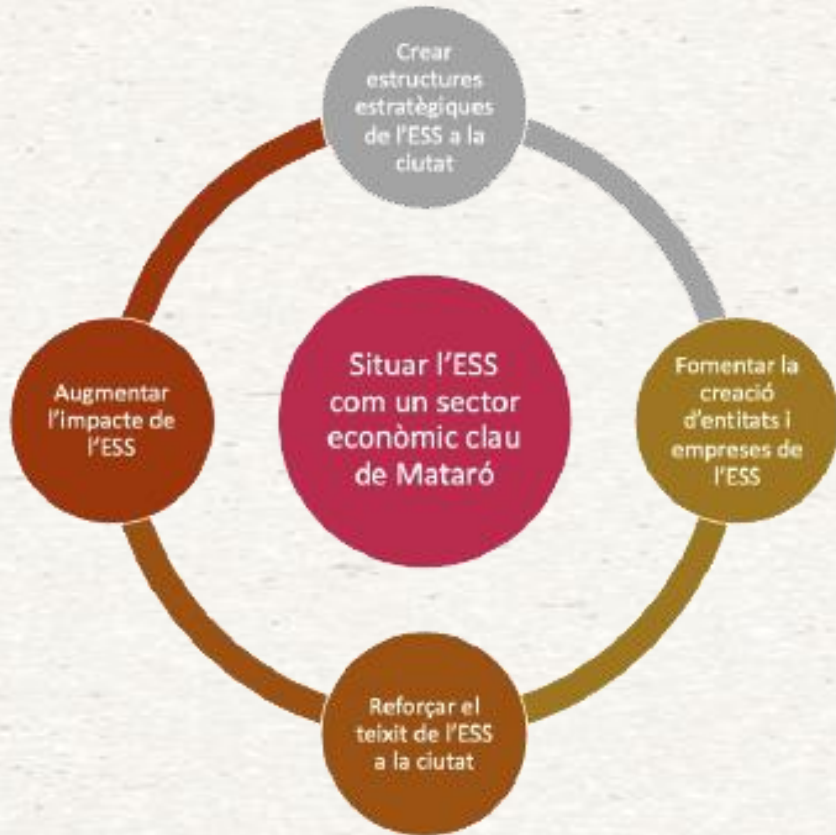 Crear
estructures
estratègiques
de l'ESS a la
ciutat
Situar l'ESS
com un sector
econòmic clau
de Mataró
Fomentar la
creació
d'entitats i
empreses de
l'ESS
Augmentar
l'impacte de
l'ESS
Reforçar el
teixit de l'ESS
a la ciutat